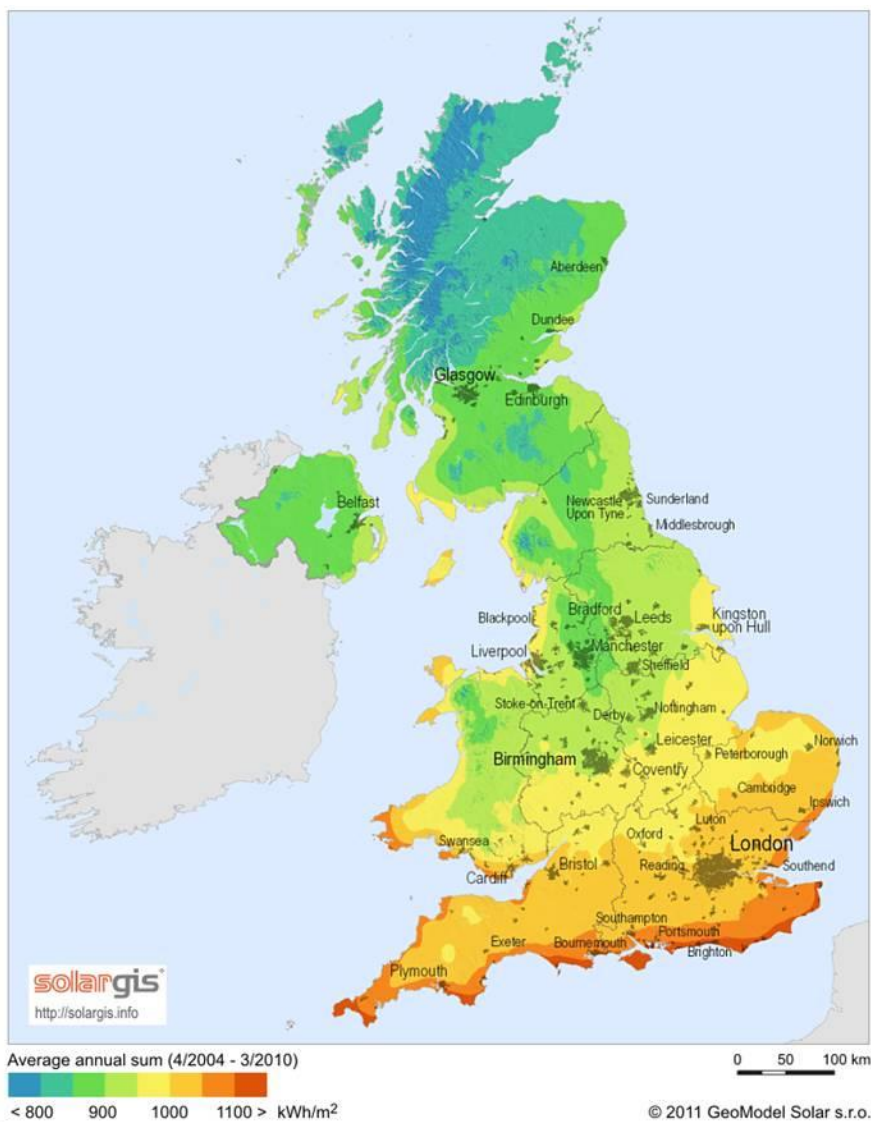 Aberdeen
Dundee
Glasgow
Edinburgh
Belfast
Newcastle
Upon Tyne
Sunderland
Middlesbrough
Blackpool
Bradford
Leeds
Kingston
upon Hull
Liverpool
Manchester
Sheffield
Stoke-on-Trent
Derby
Nottingham
Birmingham
Leicester
Peterborough
Norwich
Coventry
Cambridge
Ipswich
Swansea
Oxford
Luton
London
Cardiff
Bristol
Reading
Southend
Southampton
Portsmouth
Exeter
Bournemouth
Brighton
Plymouth
solargis
http://solargis.info
Average annual sum (4/2004 - 3/2010)
0 50 100 km
< 800 900 1000 1100 > kWh/m²
© 2011 GeoModel Solar s.r.o.